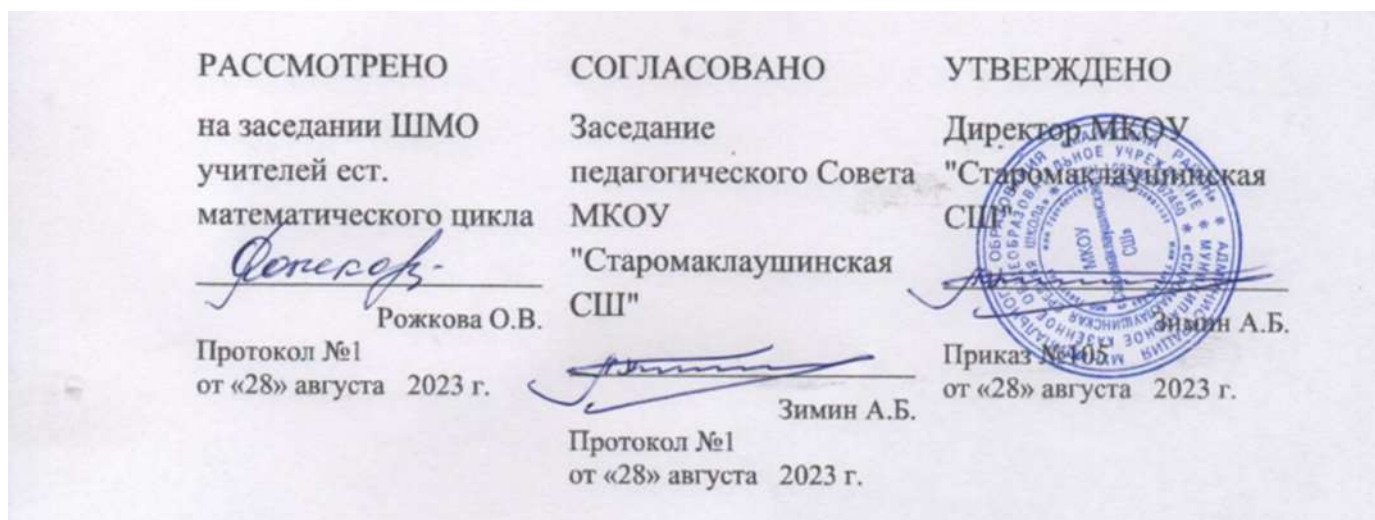 РАССМОТРЕНО
на заседании ШМО
учителей ест.
математического цикла
Рожкова О.В.
Протокол №1
от «28» августа 2023 г.
СОГЛАСОВАНО
Заседание
педагогического Совета
МКОУ
"Старомаклаушинская
СШ"
Зимин А.Б.
Протокол №1
от «28» августа 2023 г.
УТВЕРЖДЕНО
Директор МКОУ
"Старомаклаушинская
СШ"
Зимин А.Б.
Приказ №105
от «28» августа 2023 г.
МКОУ
СШ»